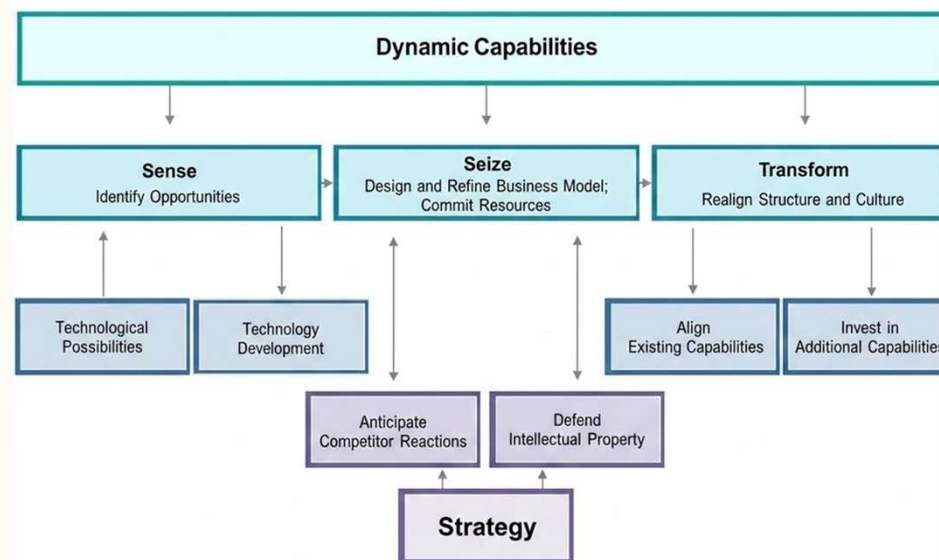 Dynamic Capabilities
Sense
Identify Opportunities
Seize
Design and Refine Business Model;
Commit Resources
Transform
Realign Structure and Culture
Technological
Possibilities
Technology
Development
Align
Existing Capabilities
Invest in
Additional Capabilities
Anticipate
Competitor Reactions
Defend
Intellectual Property
Strategy